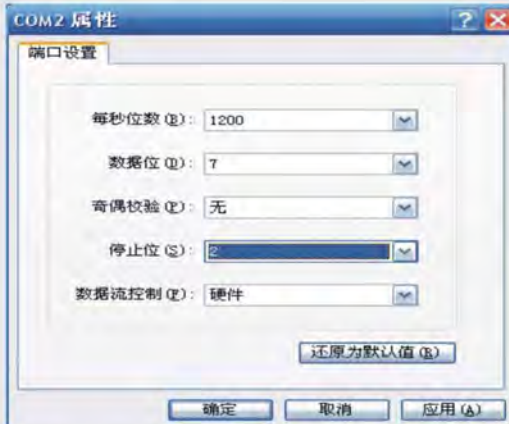 COM2 属性
端口设置
每秒位数(B): 1200
数据位(D): 7
奇偶校验(P): 无
停止位(S): 2
数据流控制(F): 硬件
还原为默认值(R)
确定 取消 应用(A)